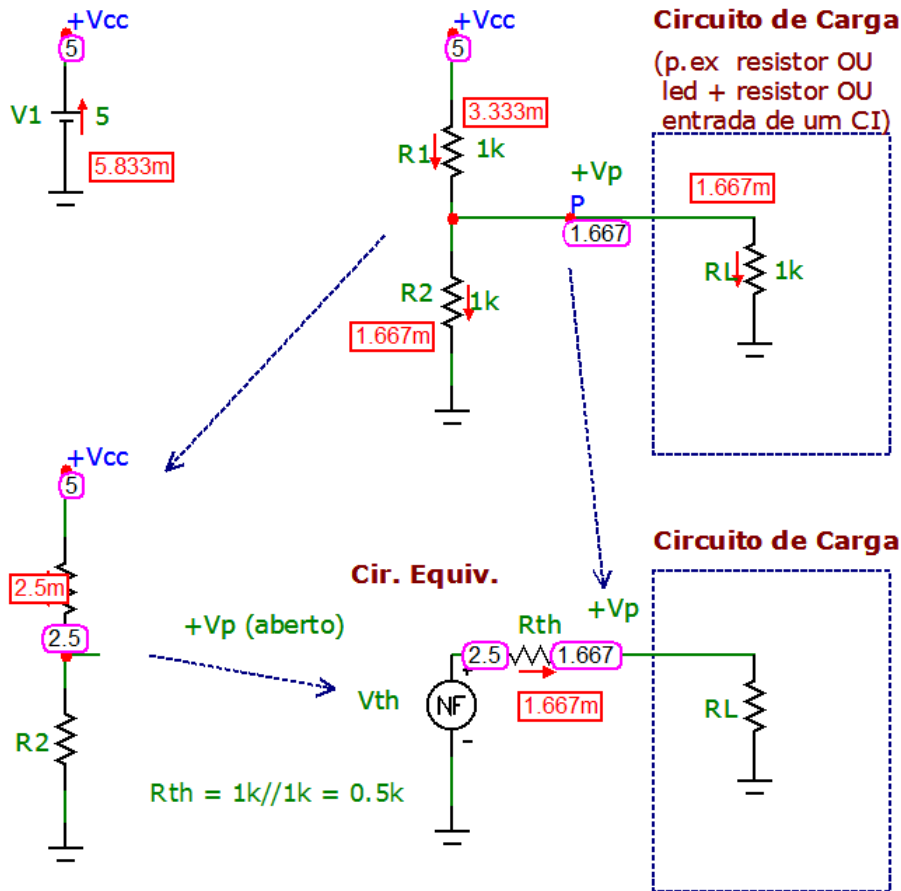 +Vcc
5
V1
5
5.833m
+Vcc
5
3.333m
R1
1k
+Vp
P
1.667
R2
1k
1.667m
Circuito de Carga
(p.ex resistor OU
led + resistor OU
entrada de um CI)
1.667m
RL
1k
+Vcc
5
2.5m
2.5
+Vp (aberto)
R2
Rth = 1k//1k = 0.5k
Cir. Equiv.
Vth
NF
+
-
2.5
Rth
1.667
+Vp
1.667m
Circuito de Carga
RL